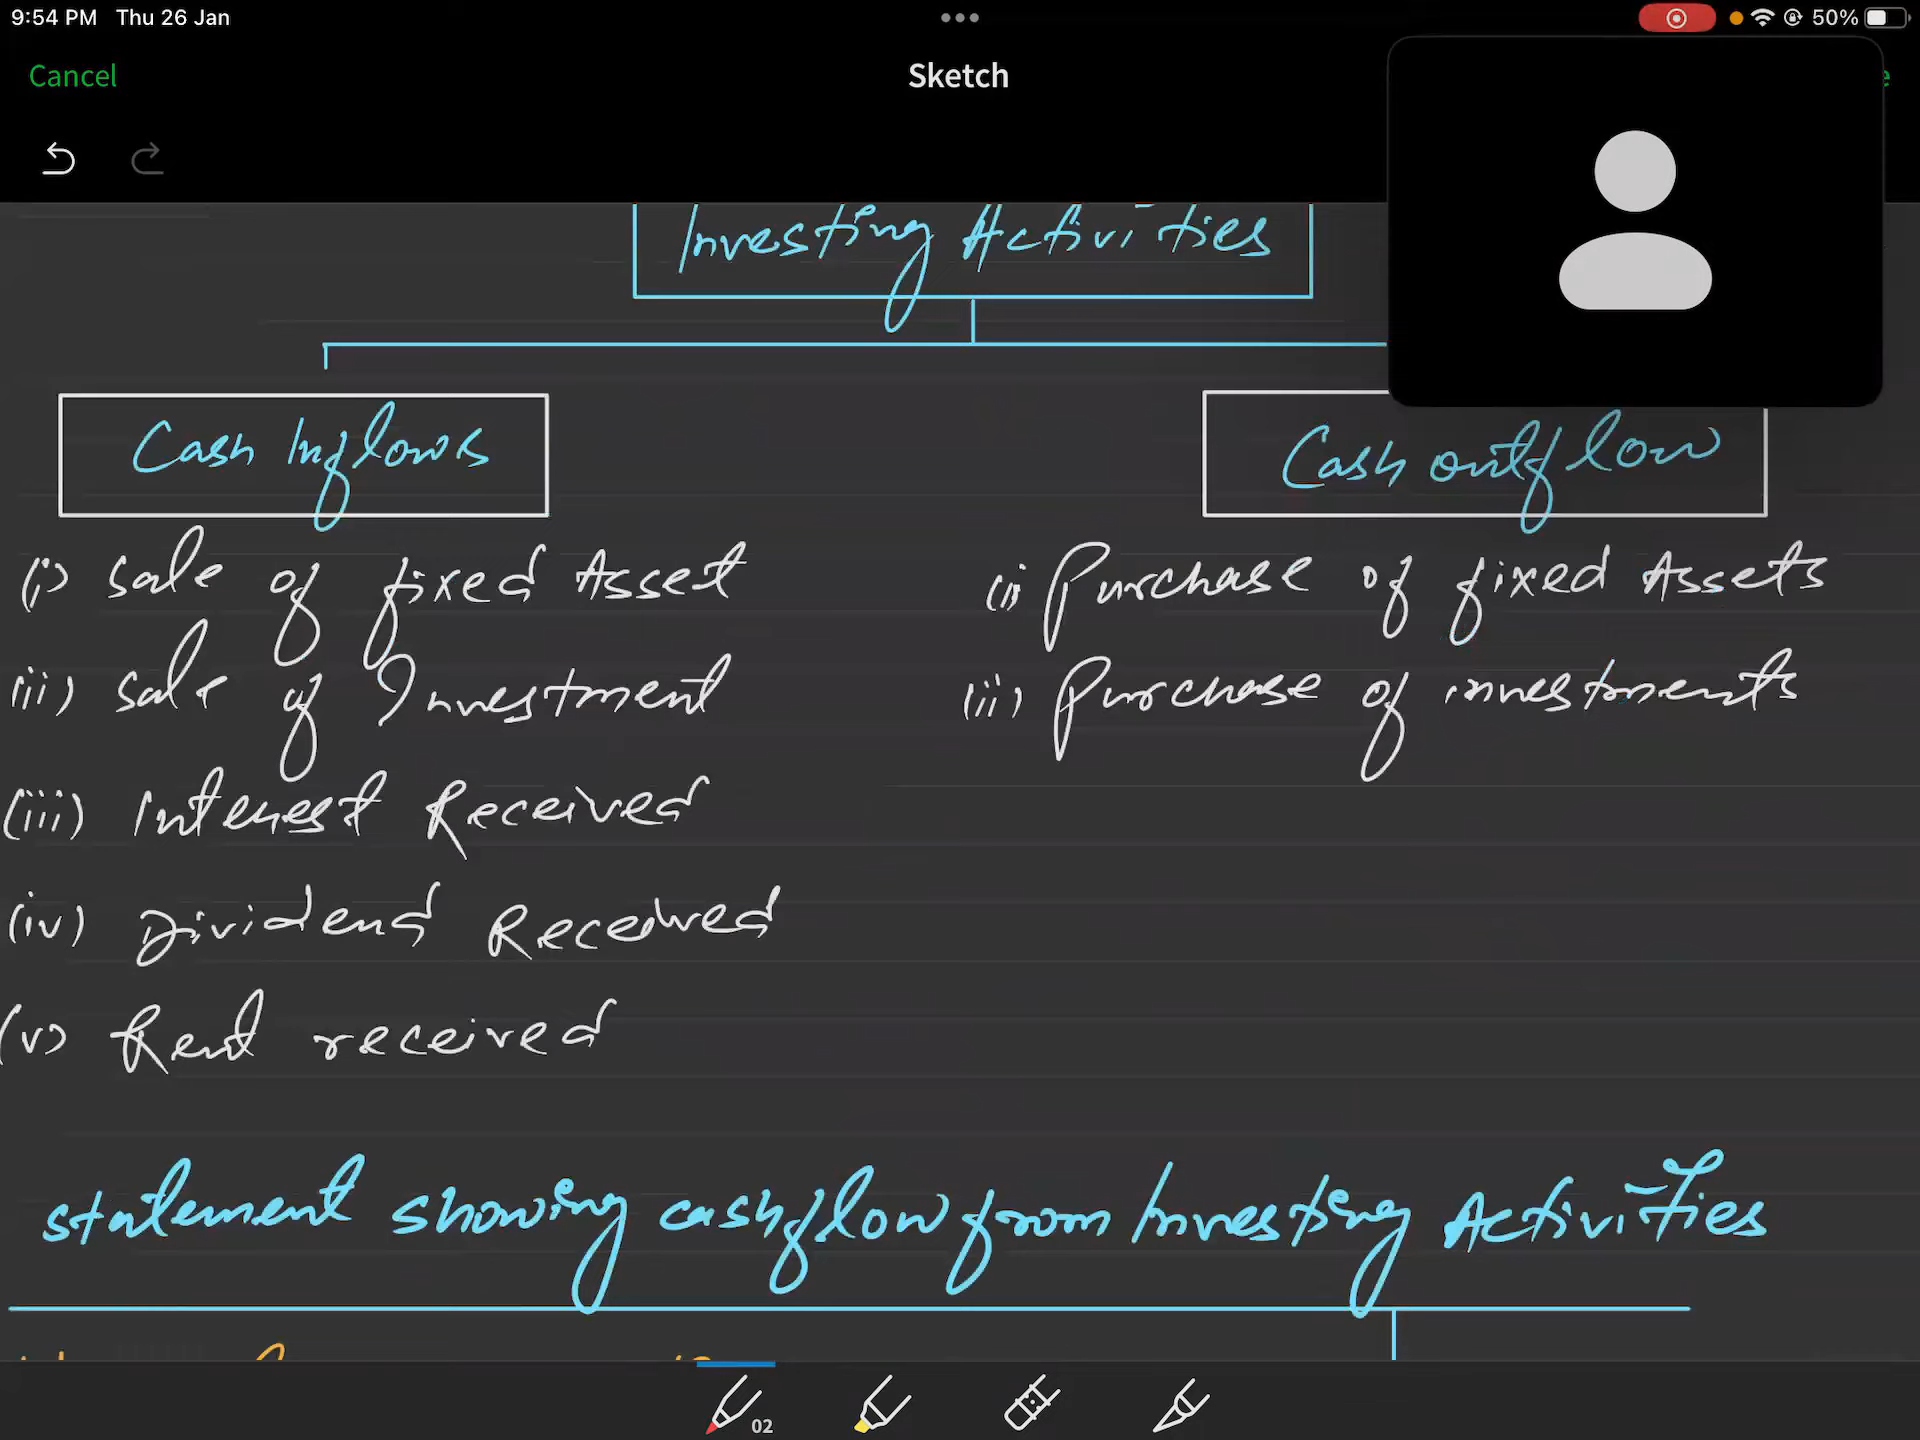 9:54 PM Thu 26 Jan
50%
Cancel
Sketch
Investing Activities
Cash Inflows
Cash outflow
(i) Sale of fixed Asset
(i) Purchase of fixed Assets
(ii) Sale of Investment
(ii) Purchase of investments
(iii) Interest Received
(iv) Dividend Received
(v) Rent received
statement showing cashflow from Investing Activities
02